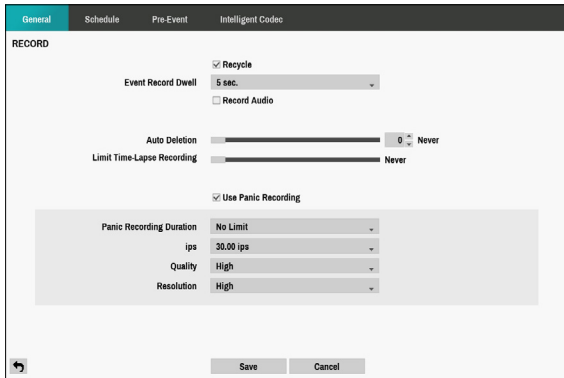 General Schedule Pre-Event Intelligent Codec
RECORD
Recycle
Event Record Dwell 5 sec.
Record Audio
Auto Deletion 0 Never
Limit Time-Lapse Recording Never
Use Panic Recording
Panic Recording Duration No Limit
ips 30.00 ips
Quality High
Resolution High
Save Cancel